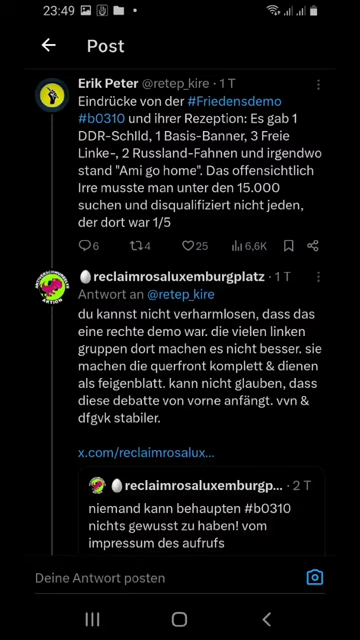 23:49
Post
Erik Peter @retep_kire · 1 T
Eindrücke von der #Friedensdemo
#b0310 und ihrer Rezeption: Es gab 1
DDR-SchIld, 1 Basis-Banner, 3 Freie
Linke-, 2 Russland-Fahnen und irgendwo
stand "Ami go home". Das offensichtlich
Irre musste man unter den 15.000
suchen und disqualifiziert nicht jeden,
der dort war 1/5
6 4 25 6,6K
reclaimrosaluxemburgplatz · 1 T
Antwort an @retep_kire
du kannst nicht verharmlosen, dass das
eine rechte demo war. die vielen linken
gruppen dort machen es nicht besser. sie
machen die querfront komplett & dienen
als feigenblatt. kann nicht glauben, dass
diese debatte von vorne anfängt. vvn &
dfgvk stabiler.
x.com/reclaimrosalux...
reclaimrosaluxemburgp... · 2 T
niemand kann behaupten #b0310
nichts gewusst zu haben! vom
impressum des aufrufs
Deine Antwort posten